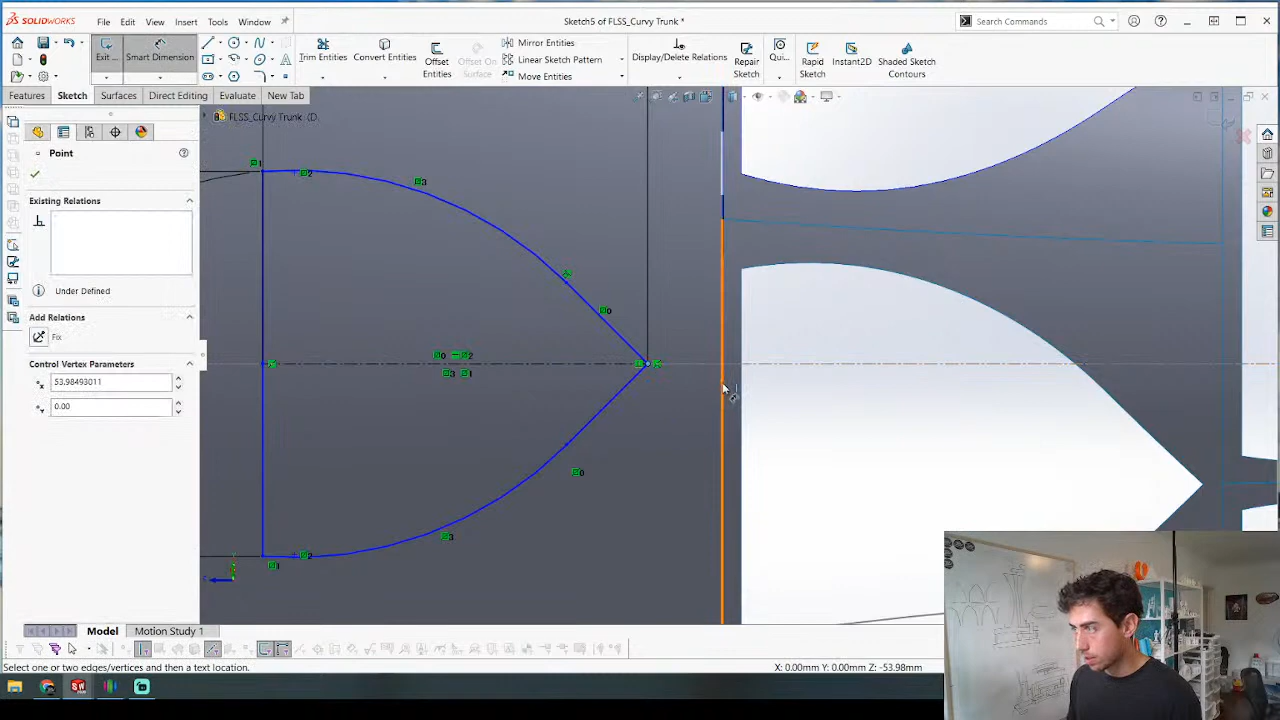 SOLIDWORKS
File Edit View Insert Tools Window
Sketch5 of FLSS_Curvy Trunk *
Search Commands
Exit ...
Smart Dimension
Trim Entities
Convert Entities
Offset Entities
Offset On Surface
Mirror Entities
Linear Sketch Pattern
Move Entities
Display/Delete Relations
Repair Sketch
Qui...
Rapid Sketch
Instant2D
Shaded Sketch Contours
Features Sketch Surfaces Direct Editing Evaluate New Tab
FLSS_Curvy Trunk (D...
Point
Existing Relations
Under Defined
Add Relations
Fix
Control Vertex Parameters
53.98493011
0.00
Model Motion Study 1
Select one or two edges/vertices and then a text location.
X: 0.00mm Y: 0.00mm Z: -53.98mm